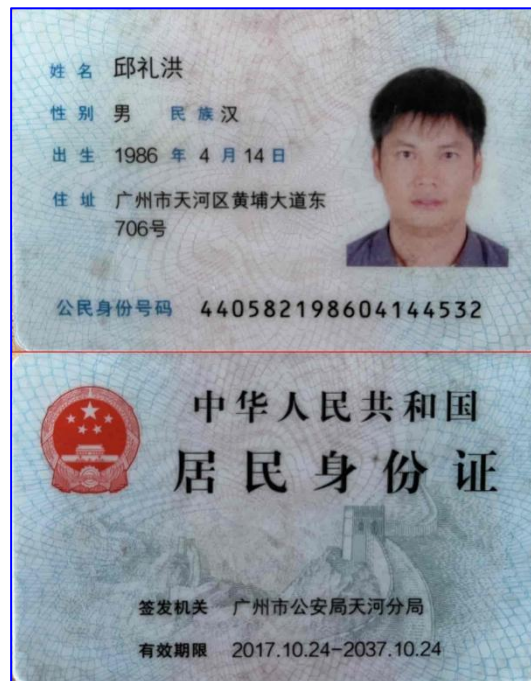 姓名 邱礼洪
性别 男 民族 汉
出生 1986 年 4 月 14 日
住址 广州市天河区黄埔大道东
706号
公民身份号码 440582198604144532
中华人民共和国
居民身份证
签发机关 广州市公安局天河分局
有效期限 2017.10.24-2037.10.24